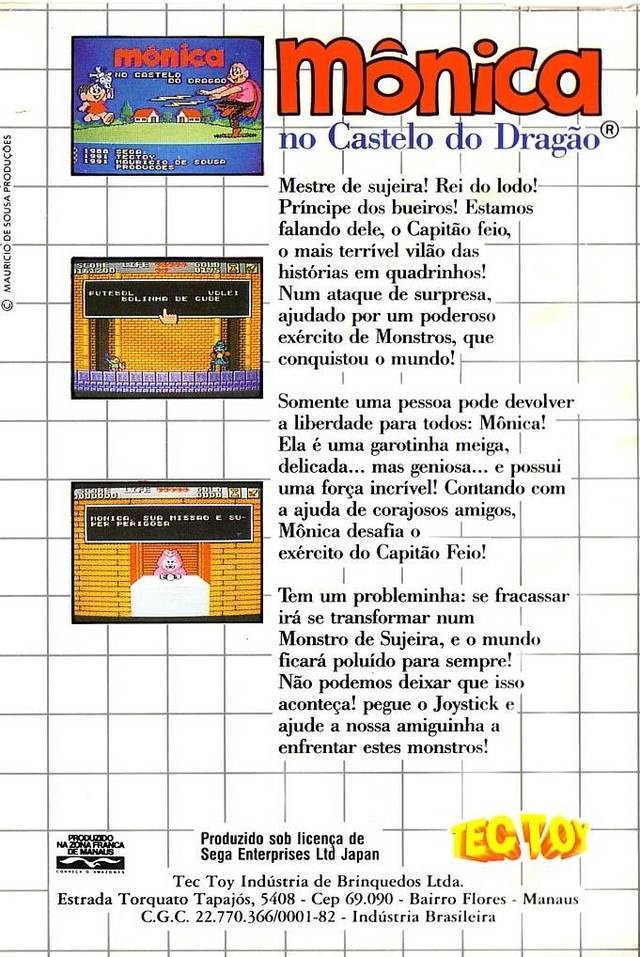 mônica
NO CASTELO
DO DRAGÃO
© 1988 SEGA.
1991 TECTOY.
1991 MAURICIO DE SOUSA
PRODUÇÕES
© MAURICIO DE SOUSA PRODUÇÕES
Mônica
no Castelo do Dragão®
Mestre de sujeira! Rei do lodo!
Príncipe dos bueiros! Estamos
falando dele, o Capitão feio,
o mais terrível vilão das
histórias em quadrinhos!
Num ataque de surpresa,
ajudado por um poderoso
exército de Monstros, que
conquistou o mundo!
SCORE LIFE GOLD
FUTEBOL VOLEI
BOLINHA DE GUDE
Somente uma pessoa pode devolver
a liberdade para todos: Mônica!
Ela é uma garotinha meiga,
delicada... mas geniosa... e possui
uma força incrível! Contando com
a ajuda de corajosos amigos,
Mônica desafia o
exército do Capitão Feio!
SCORE LIFE GOLD
MONICA, SUA MISSAO E SU-
PER PERIGOSA
Tem um probleminha: se fracassar
irá se transformar num
Monstro de Sujeira, e o mundo
ficará poluído para sempre!
Não podemos deixar que isso
aconteça! pegue o Joystick e
ajude a nossa amiguinha a
enfrentar estes monstros!
PRODUZIDO
NA ZONA FRANCA
DE MANAUS
CONHEÇA O AMAZONAS
Produzido sob licença de
Sega Enterprises Ltd Japan
TEC TOY
Tec Toy Indústria de Brinquedos Ltda.
Estrada Torquato Tapajós, 5408 - Cep 69.090 - Bairro Flores - Manaus
C.G.C. 22.770.366/0001-82 - Indústria Brasileira